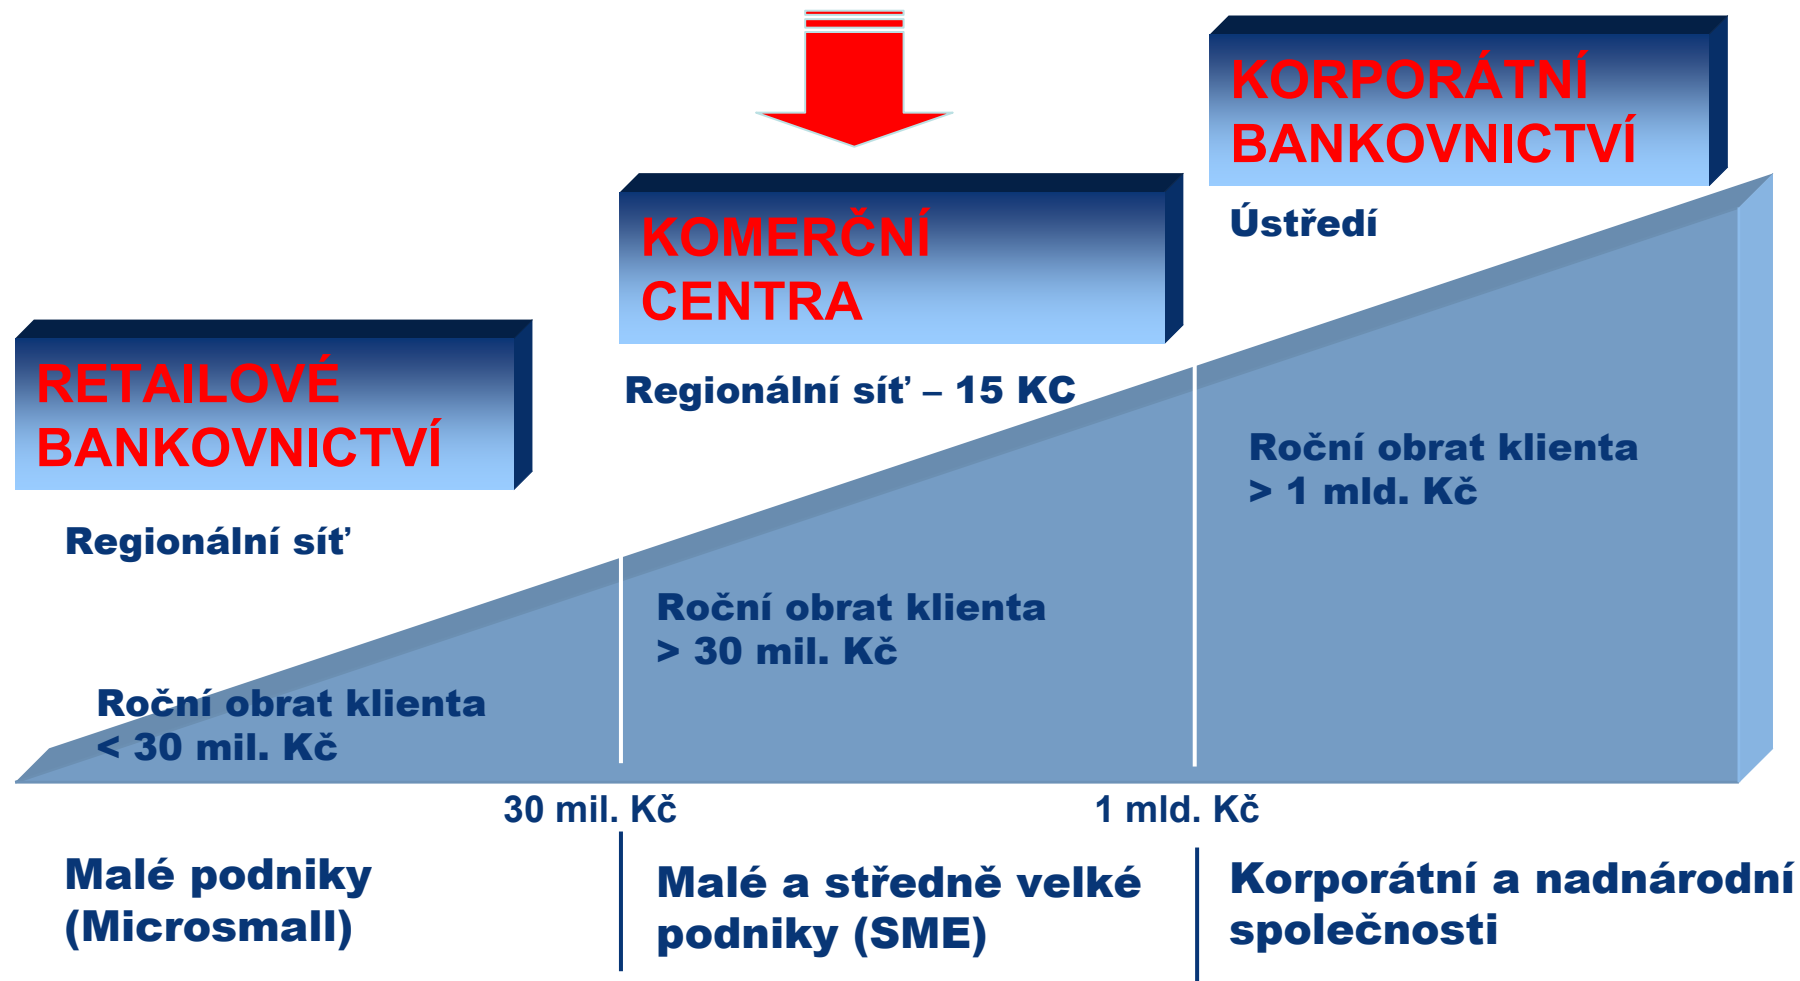 RETAILOVÉ
BANKOVNICTVÍ
Regionální síť
Roční obrat klienta
< 30 mil. Kč
KOMERČNÍ
CENTRA
Regionální síť – 15 KC
Roční obrat klienta
> 30 mil. Kč
KORPORÁTNÍ
BANKOVNICTVÍ
Ústředí
Roční obrat klienta
> 1 mld. Kč
30 mil. Kč
1 mld. Kč
Malé podniky
(Microsmall)
Malé a středně velké
podniky (SME)
Korporátní a nadnárodní
společnosti